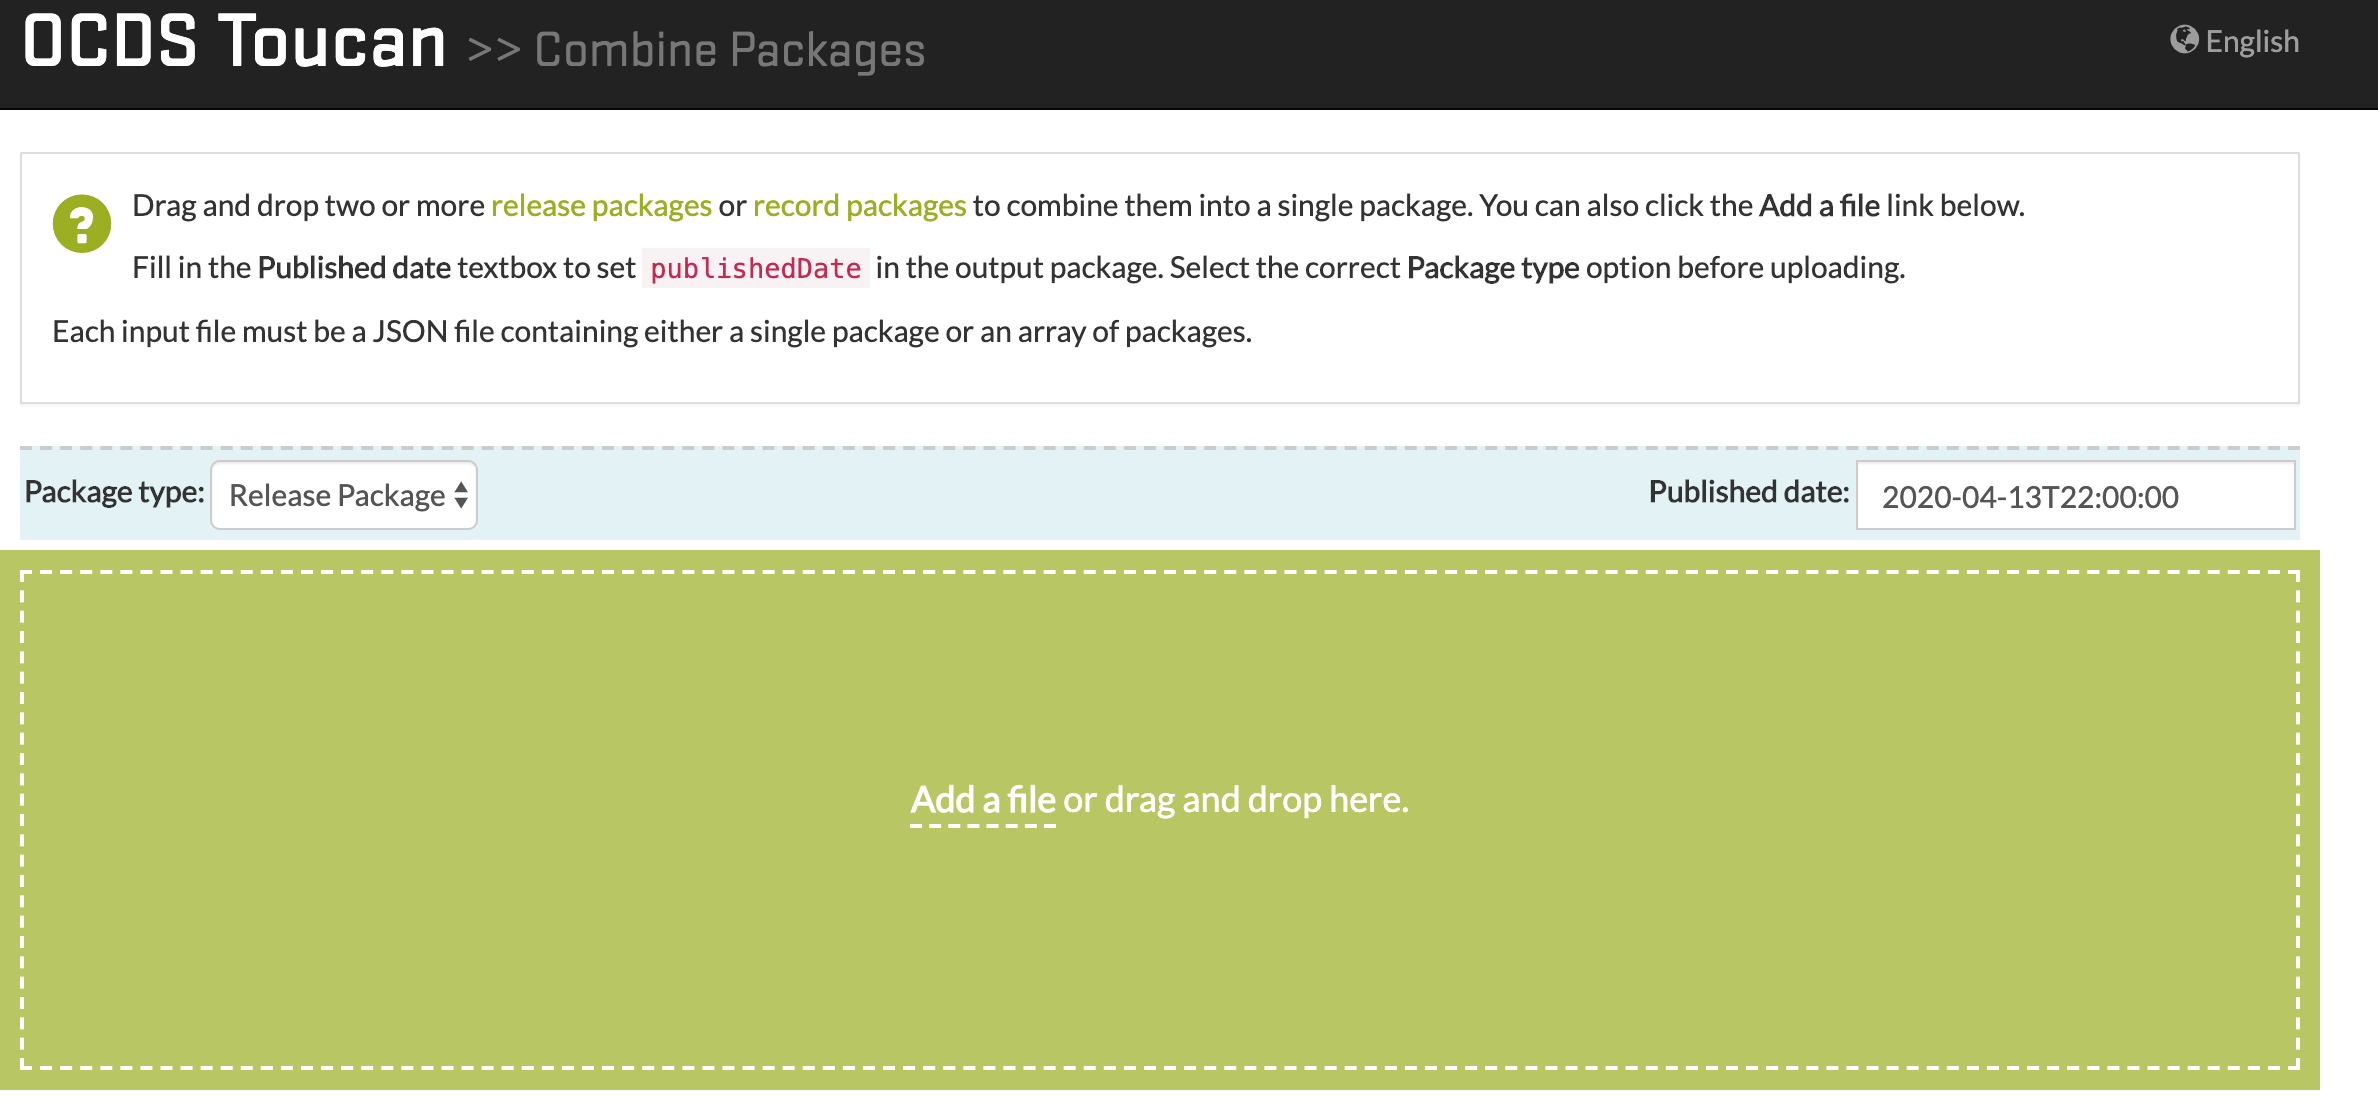 OCDS Toucan >> Combine Packages
English
Drag and drop two or more release packages or record packages to combine them into a single package. You can also click the Add a file link below.
Fill in the Published date textbox to set publishedDate in the output package. Select the correct Package type option before uploading.
Each input file must be a JSON file containing either a single package or an array of packages.
Package type: Release Package
Published date: 2020-04-13T22:00:00
Add a file or drag and drop here.